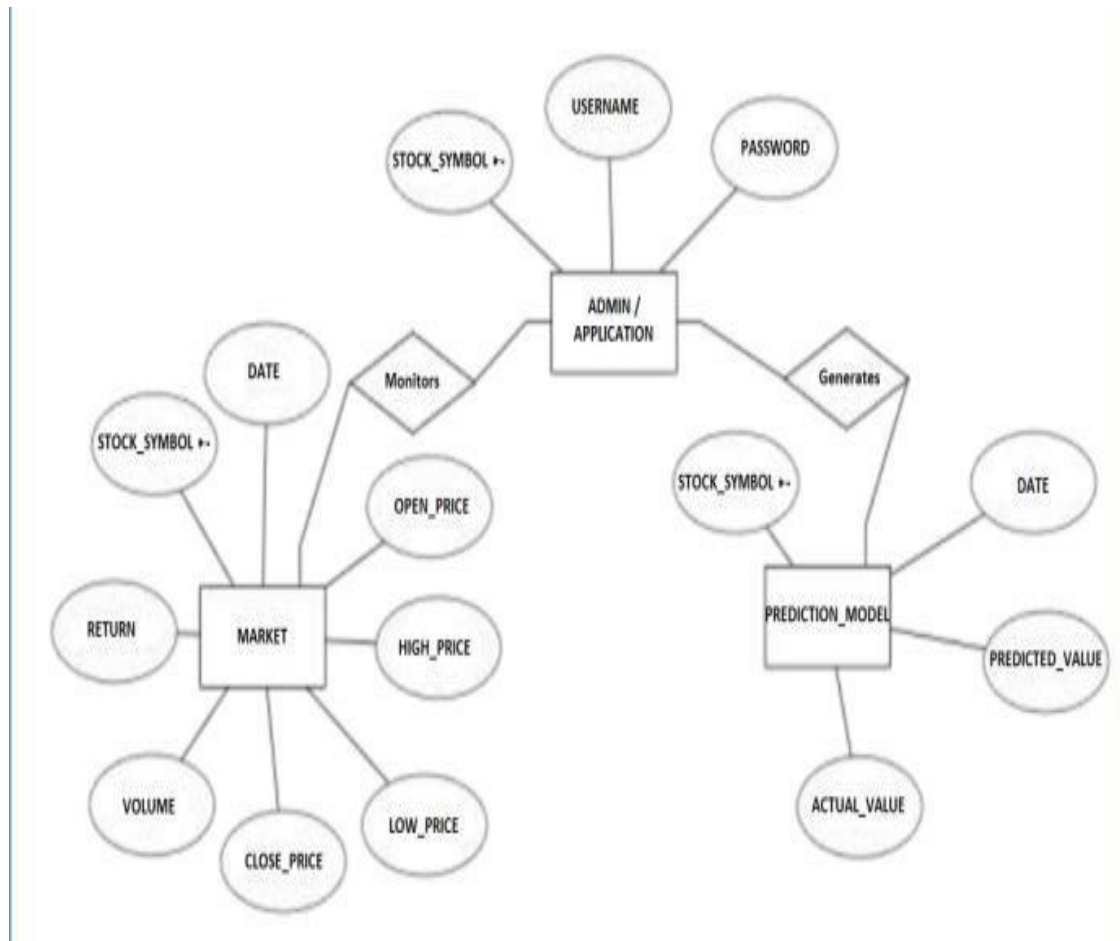 USERNAME
STOCK_SYMBOL
PASSWORD
ADMIN /
APPLICATION
DATE
Monitors
Generates
STOCK_SYMBOL
STOCK_SYMBOL
DATE
OPEN_PRICE
RETURN
MARKET
HIGH_PRICE
PREDICTION_MODEL
PREDICTED_VALUE
VOLUME
LOW_PRICE
CLOSE_PRICE
ACTUAL_VALUE